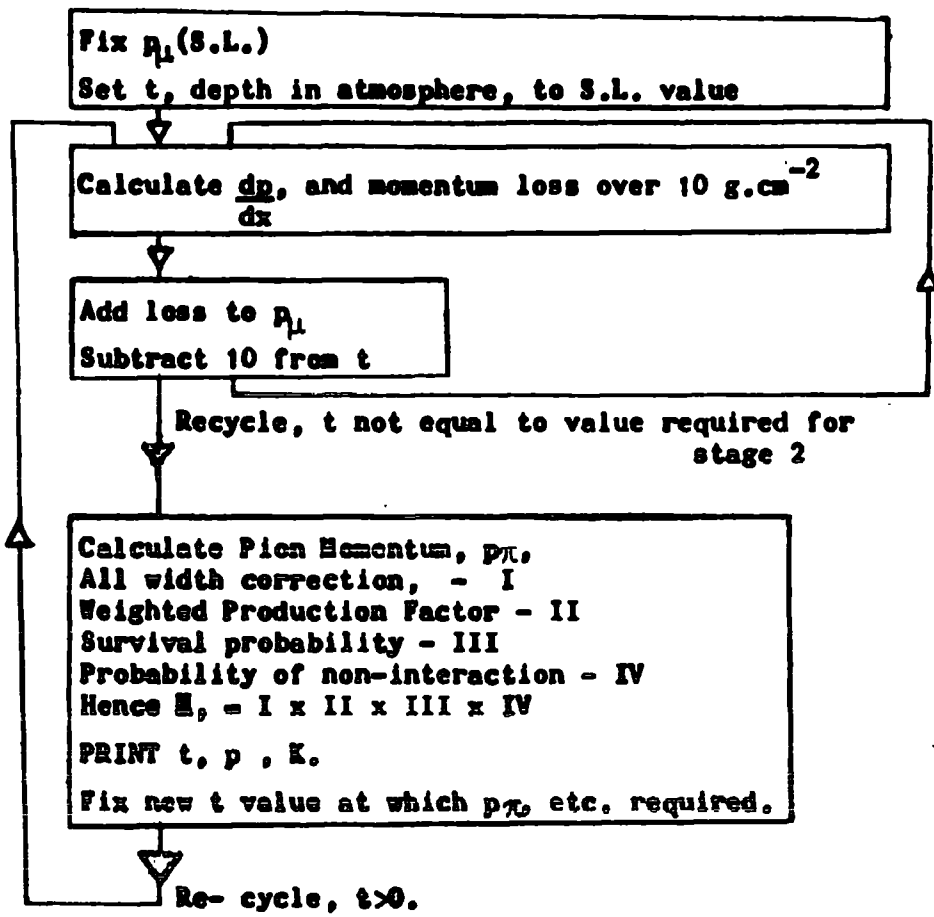 Fix pμ(S.L.)
Set t, depth in atmosphere, to S.L. value
Calculate dp/dx, and momentum loss over 10 g.cm⁻²
Add loss to pμ
Subtract 10 from t
Recycle, t not equal to value required for
stage 2
Calculate Pion Momentum, pπ,
All width correction, - I
Weighted Production Factor - II
Survival probability - III
Probability of non-interaction - IV
Hence K, = I x II x III x IV
PRINT t, p , K.
Fix new t value at which pπ, etc. required.
Re- cycle, t>0.